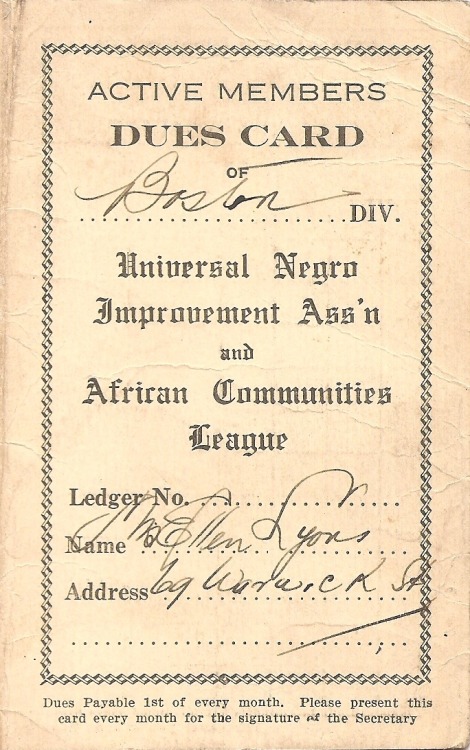 ACTIVE MEMBERS
DUES CARD
OF
Boston DIV.
Universal Negro
Improvement Ass'n
and
African Communities
League
Ledger No.
Name Ellen Lyons
Address 69 Warwick St
Dues Payable 1st of every month. Please present this
card every month for the signature of the Secretary